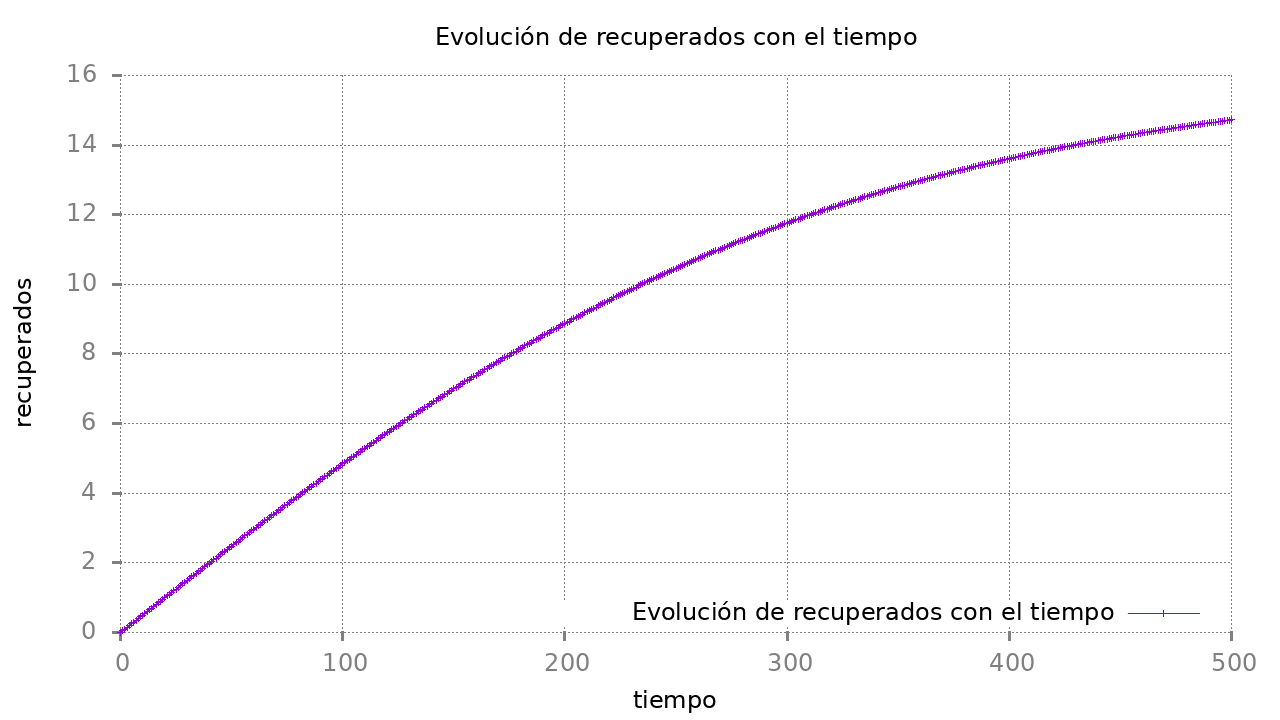 Evolución de recuperados con el tiempo
16
14
12
10
8
6
4
2
0
recuperados
Evolución de recuperados con el tiempo
0 100 200 300 400 500
tiempo